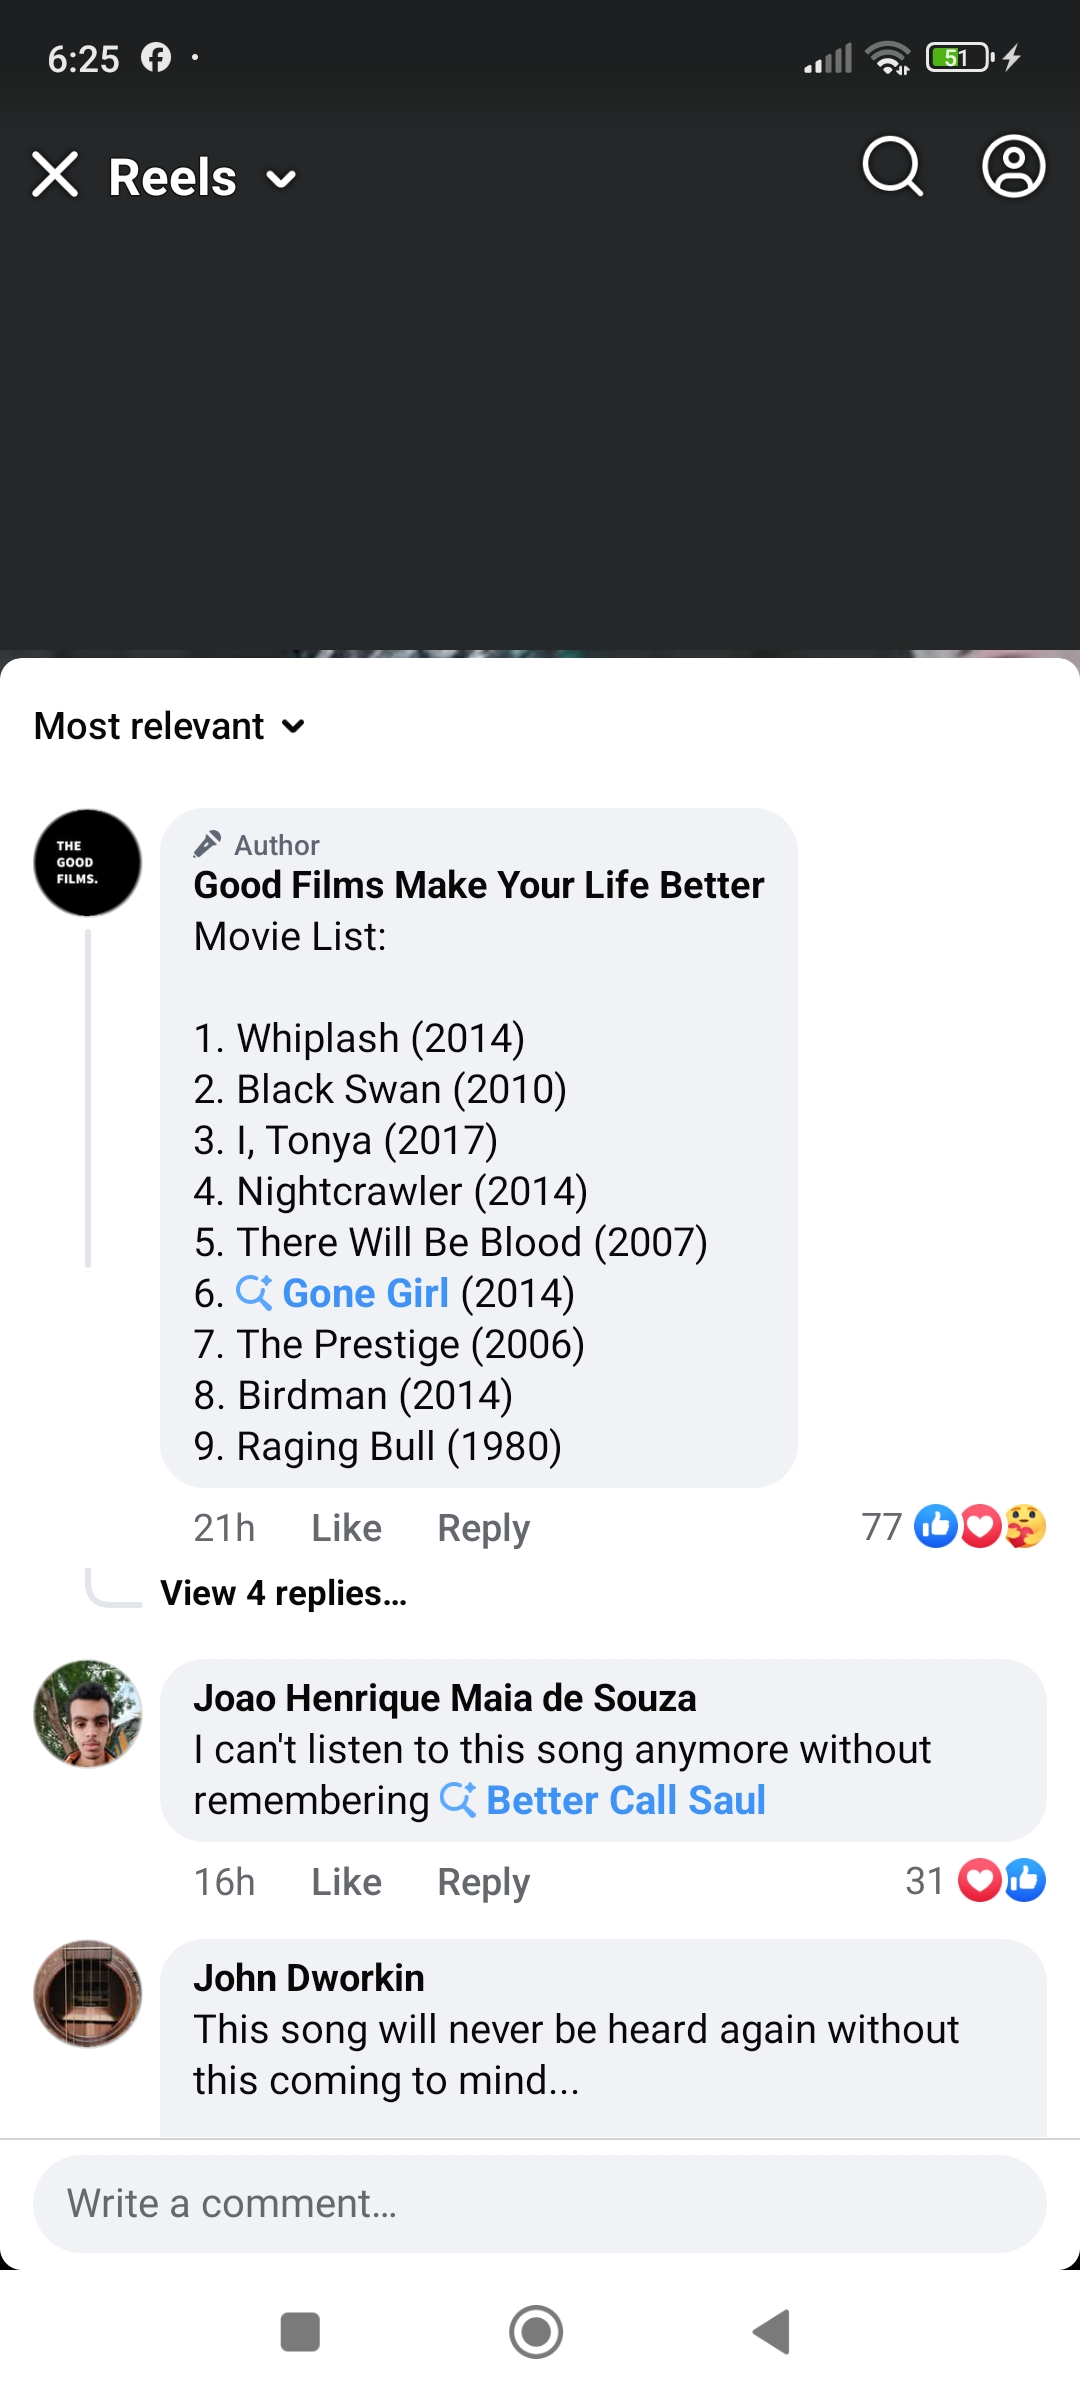 6:25
51
Reels
Most relevant
THE
GOOD
FILMS.
Author
Good Films Make Your Life Better
Movie List:
1. Whiplash (2014)
2. Black Swan (2010)
3. I, Tonya (2017)
4. Nightcrawler (2014)
5. There Will Be Blood (2007)
6. Gone Girl (2014)
7. The Prestige (2006)
8. Birdman (2014)
9. Raging Bull (1980)
21h Like Reply 77
View 4 replies...
Joao Henrique Maia de Souza
I can't listen to this song anymore without
remembering Better Call Saul
16h Like Reply 31
John Dworkin
This song will never be heard again without
this coming to mind...
Write a comment...